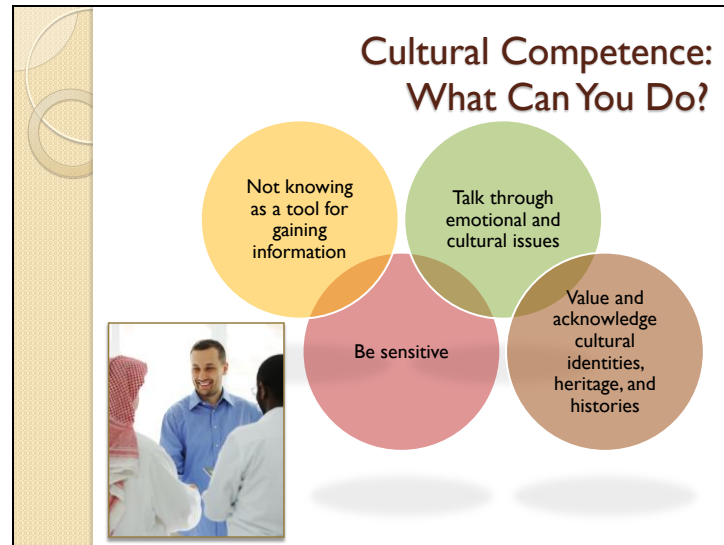 Cultural Competence:
What Can You Do?
Not knowing
as a tool for
gaining
information
Talk through
emotional and
cultural issues
Be sensitive
Value and
acknowledge
cultural
identities,
heritage, and
histories